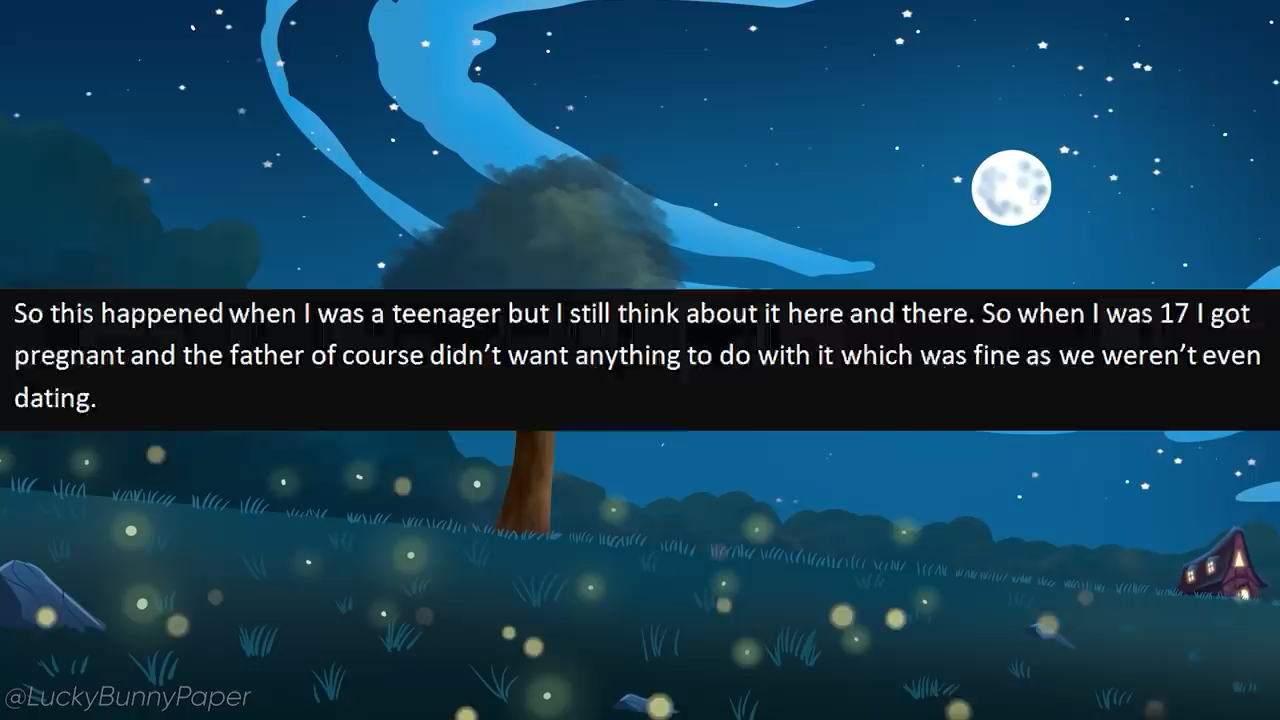 So this happened when I was a teenager but I still think about it here and there. So when I was 17 I got
pregnant and the father of course didn’t want anything to do with it which was fine as we weren’t even
dating.
@LuckyBunnyPaper